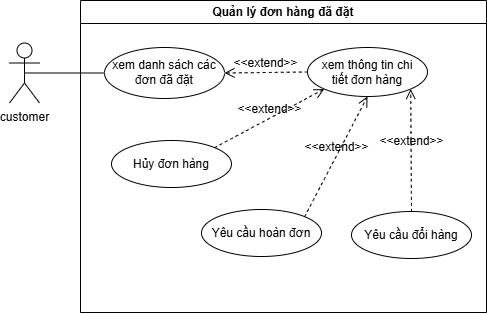 Quản lý đơn hàng đã đặt
xem danh sách các
đơn đã đặt
<<extend>>
xem thông tin chi
tiết đơn hàng
customer
<<extend>>
Hủy đơn hàng
<<extend>>
<<extend>>
Yêu cầu hoàn đơn
Yêu cầu đổi hàng